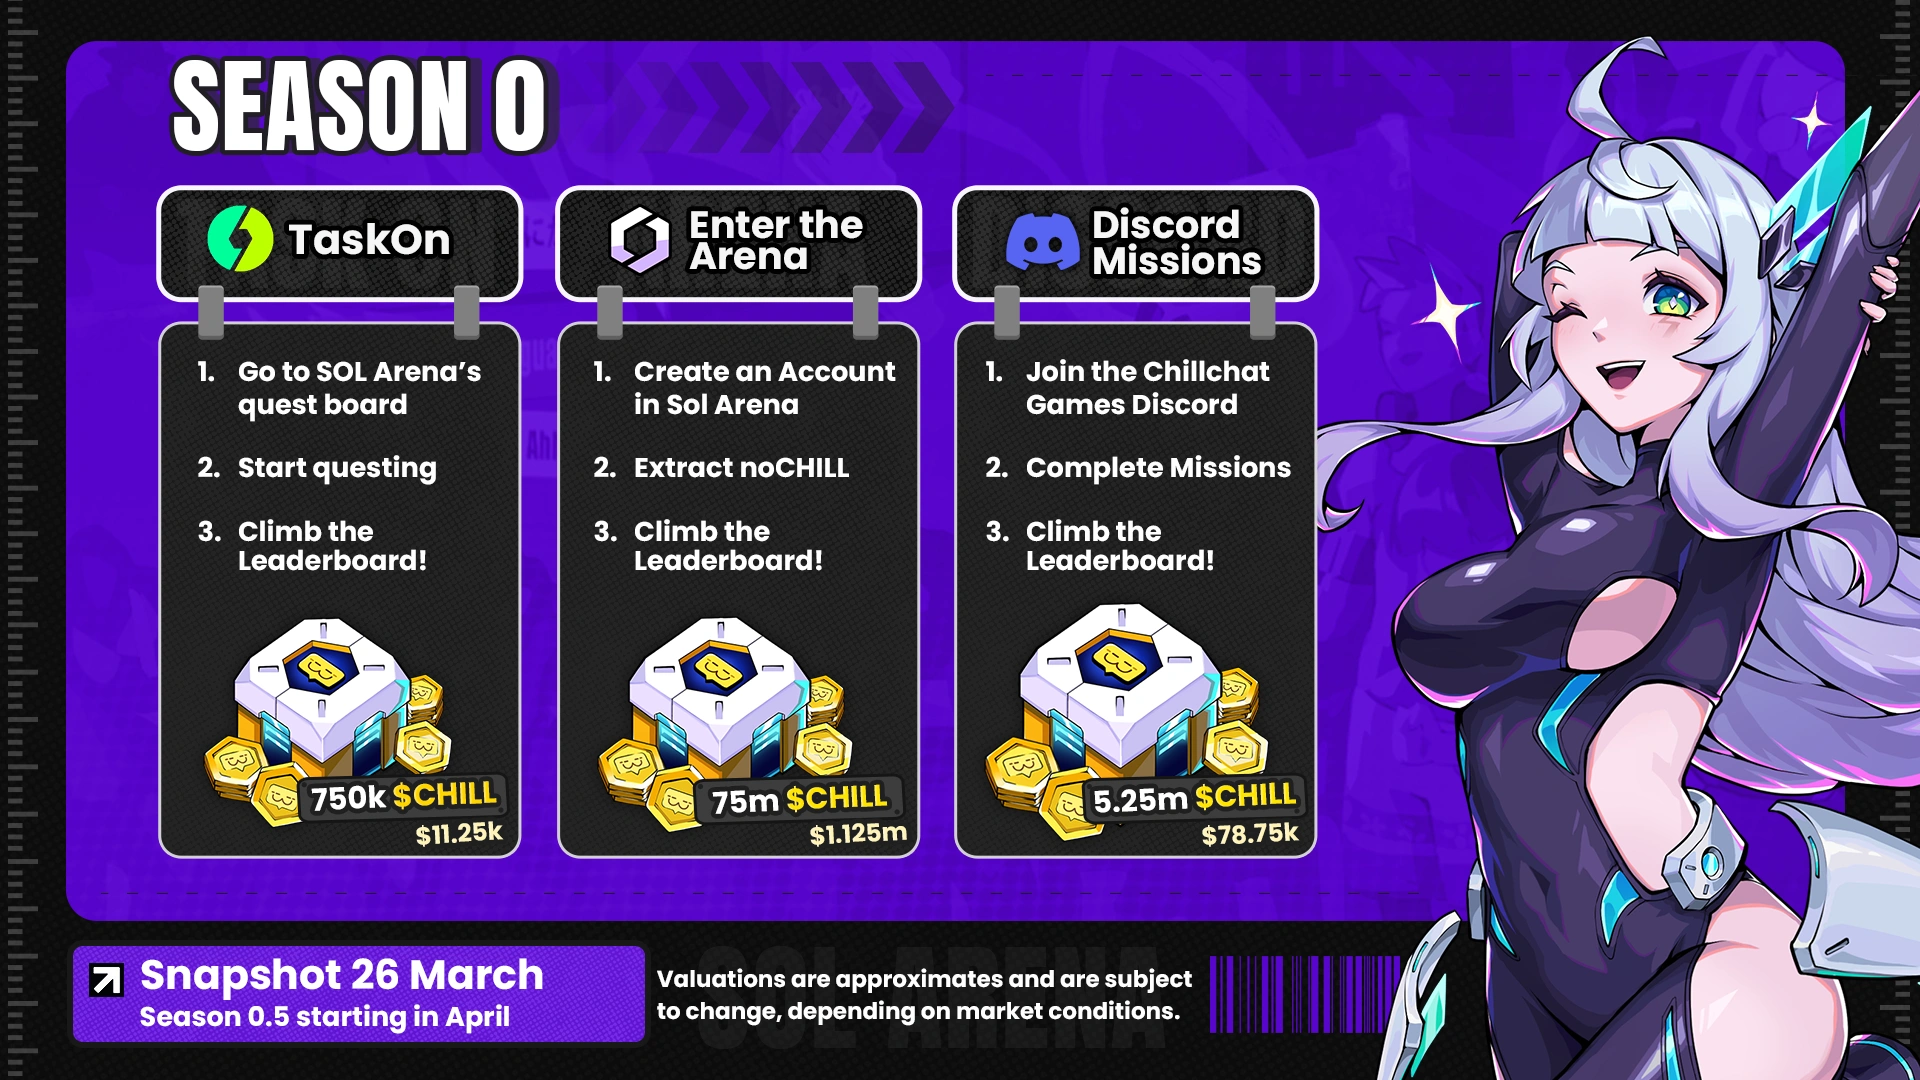 SEASON 0
TaskOn
1. Go to SOL Arena's
quest board
2. Start questing
3. Climb the
Leaderboard!
750k $CHILL
$11.25k
Enter the
Arena
1. Create an Account
in Sol Arena
2. Extract noCHILL
3. Climb the
Leaderboard!
75m $CHILL
$1.125m
Discord
Missions
1. Join the Chillchat
Games Discord
2. Complete Missions
3. Climb the
Leaderboard!
5.25m $CHILL
$78.75k
Snapshot 26 March
Season 0.5 starting in April
Valuations are approximates and are subject
to change, depending on market conditions.
SOL ARENA